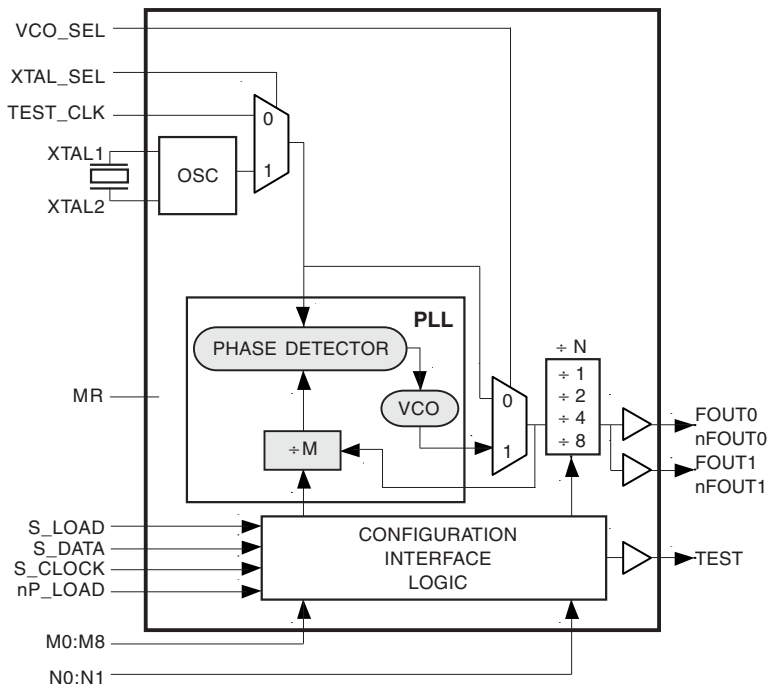 VCO_SEL
XTAL_SEL
TEST_CLK
0
XTAL1
OSC
1
XTAL2
PLL
PHASE DETECTOR
÷ N
÷ 1
÷ 2
÷ 4
÷ 8
MR
VCO
0
1
FOUT0
nFOUT0
FOUT1
nFOUT1
÷M
S_LOAD
S_DATA
S_CLOCK
nP_LOAD
CONFIGURATION
INTERFACE
LOGIC
TEST
M0:M8
N0:N1